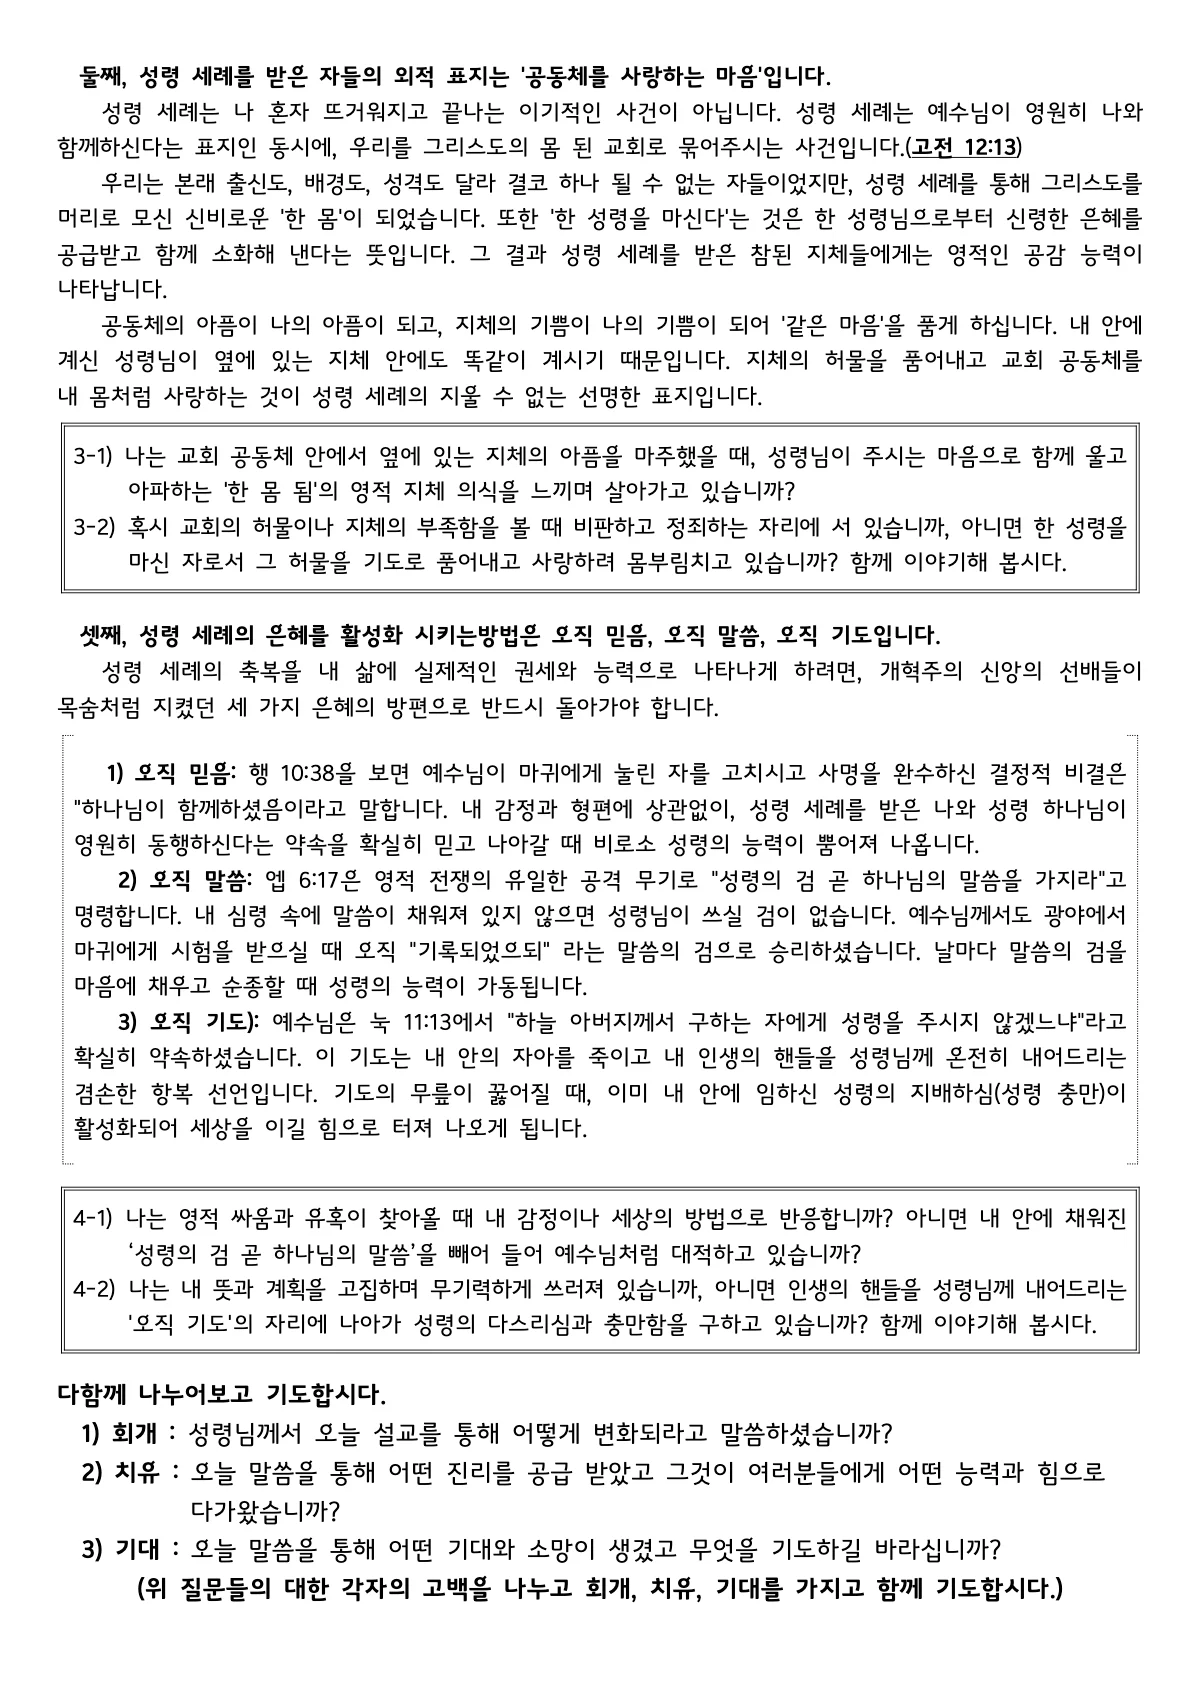 둘째, 성령 세례를 받은 자들의 외적 표지는 '공동체를 사랑하는 마음'입니다.
성령 세례는 나 혼자 뜨거워지고 끝나는 이기적인 사건이 아닙니다. 성령 세례는 예수님이 영원히 나와
함께하신다는 표지인 동시에, 우리를 그리스도의 몸 된 교회로 묶어주시는 사건입니다.(고전 12:13)
우리는 본래 출신도, 배경도, 성격도 달라 결코 하나 될 수 없는 자들이었지만, 성령 세례를 통해 그리스도를
머리로 모신 신비로운 '한 몸'이 되었습니다. 또한 '한 성령을 마신다'는 것은 한 성령님으로부터 신령한 은혜를
공급받고 함께 소화해 낸다는 뜻입니다. 그 결과 성령 세례를 받은 참된 지체들에게는 영적인 공감 능력이
나타납니다.
공동체의 아픔이 나의 아픔이 되고, 지체의 기쁨이 나의 기쁨이 되어 '같은 마음'을 품게 하십니다. 내 안에
계신 성령님이 옆에 있는 지체 안에도 똑같이 계시기 때문입니다. 지체의 허물을 품어내고 교회 공동체를
내 몸처럼 사랑하는 것이 성령 세례의 지울 수 없는 선명한 표지입니다.
3-1) 나는 교회 공동체 안에서 옆에 있는 지체의 아픔을 마주했을 때, 성령님이 주시는 마음으로 함께 울고
아파하는 '한 몸 됨'의 영적 지체 의식을 느끼며 살아가고 있습니까?
3-2) 혹시 교회의 허물이나 지체의 부족함을 볼 때 비판하고 정죄하는 자리에 서 있습니까, 아니면 한 성령을
마신 자로서 그 허물을 기도로 품어내고 사랑하려 몸부림치고 있습니까? 함께 이야기해 봅시다.
셋째, 성령 세례의 은혜를 활성화 시키는방법은 오직 믿음, 오직 말씀, 오직 기도입니다.
성령 세례의 축복을 내 삶에 실제적인 권세와 능력으로 나타나게 하려면, 개혁주의 신앙의 선배들이
목숨처럼 지켰던 세 가지 은혜의 방편으로 반드시 돌아가야 합니다.
1) 오직 믿음: 행 10:38을 보면 예수님이 마귀에게 눌린 자를 고치시고 사명을 완수하신 결정적 비결은
"하나님이 함께하셨음이라고 말합니다. 내 감정과 형편에 상관없이, 성령 세례를 받은 나와 성령 하나님이
영원히 동행하신다는 약속을 확실히 믿고 나아갈 때 비로소 성령의 능력이 뿜어져 나옵니다.
2) 오직 말씀: 엡 6:17은 영적 전쟁의 유일한 공격 무기로 "성령의 검 곧 하나님의 말씀을 가지라"고
명령합니다. 내 심령 속에 말씀이 채워져 있지 않으면 성령님이 쓰실 검이 없습니다. 예수님께서도 광야에서
마귀에게 시험을 받으실 때 오직 "기록되었으되" 라는 말씀의 검으로 승리하셨습니다. 날마다 말씀의 검을
마음에 채우고 순종할 때 성령의 능력이 가동됩니다.
3) 오직 기도): 예수님은 눅 11:13에서 "하늘 아버지께서 구하는 자에게 성령을 주시지 않겠느냐"라고
확실히 약속하셨습니다. 이 기도는 내 안의 자아를 죽이고 내 인생의 핸들을 성령님께 온전히 내어드리는
겸손한 항복 선언입니다. 기도의 무릎이 꿇어질 때, 이미 내 안에 임하신 성령의 지배하심(성령 충만)이
활성화되어 세상을 이길 힘으로 터져 나오게 됩니다.
4-1) 나는 영적 싸움과 유혹이 찾아올 때 내 감정이나 세상의 방법으로 반응합니까? 아니면 내 안에 채워진
‘성령의 검 곧 하나님의 말씀’을 빼어 들어 예수님처럼 대적하고 있습니까?
4-2) 나는 내 뜻과 계획을 고집하며 무기력하게 쓰러져 있습니까, 아니면 인생의 핸들을 성령님께 내어드리는
'오직 기도'의 자리에 나아가 성령의 다스리심과 충만함을 구하고 있습니까? 함께 이야기해 봅시다.
다함께 나누어보고 기도합시다.
1) 회개 : 성령님께서 오늘 설교를 통해 어떻게 변화되라고 말씀하셨습니까?
2) 치유 : 오늘 말씀을 통해 어떤 진리를 공급 받았고 그것이 여러분들에게 어떤 능력과 힘으로
다가왔습니까?
3) 기대 : 오늘 말씀을 통해 어떤 기대와 소망이 생겼고 무엇을 기도하길 바라십니까?
(위 질문들의 대한 각자의 고백을 나누고 회개, 치유, 기대를 가지고 함께 기도합시다.)